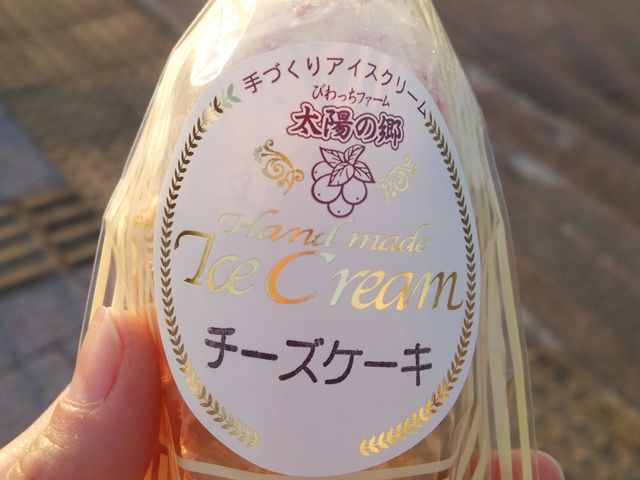 手づくりアイスクリーム
びわっちファーム
太陽の郷
Hand made
Ice Cream
チーズケーキ